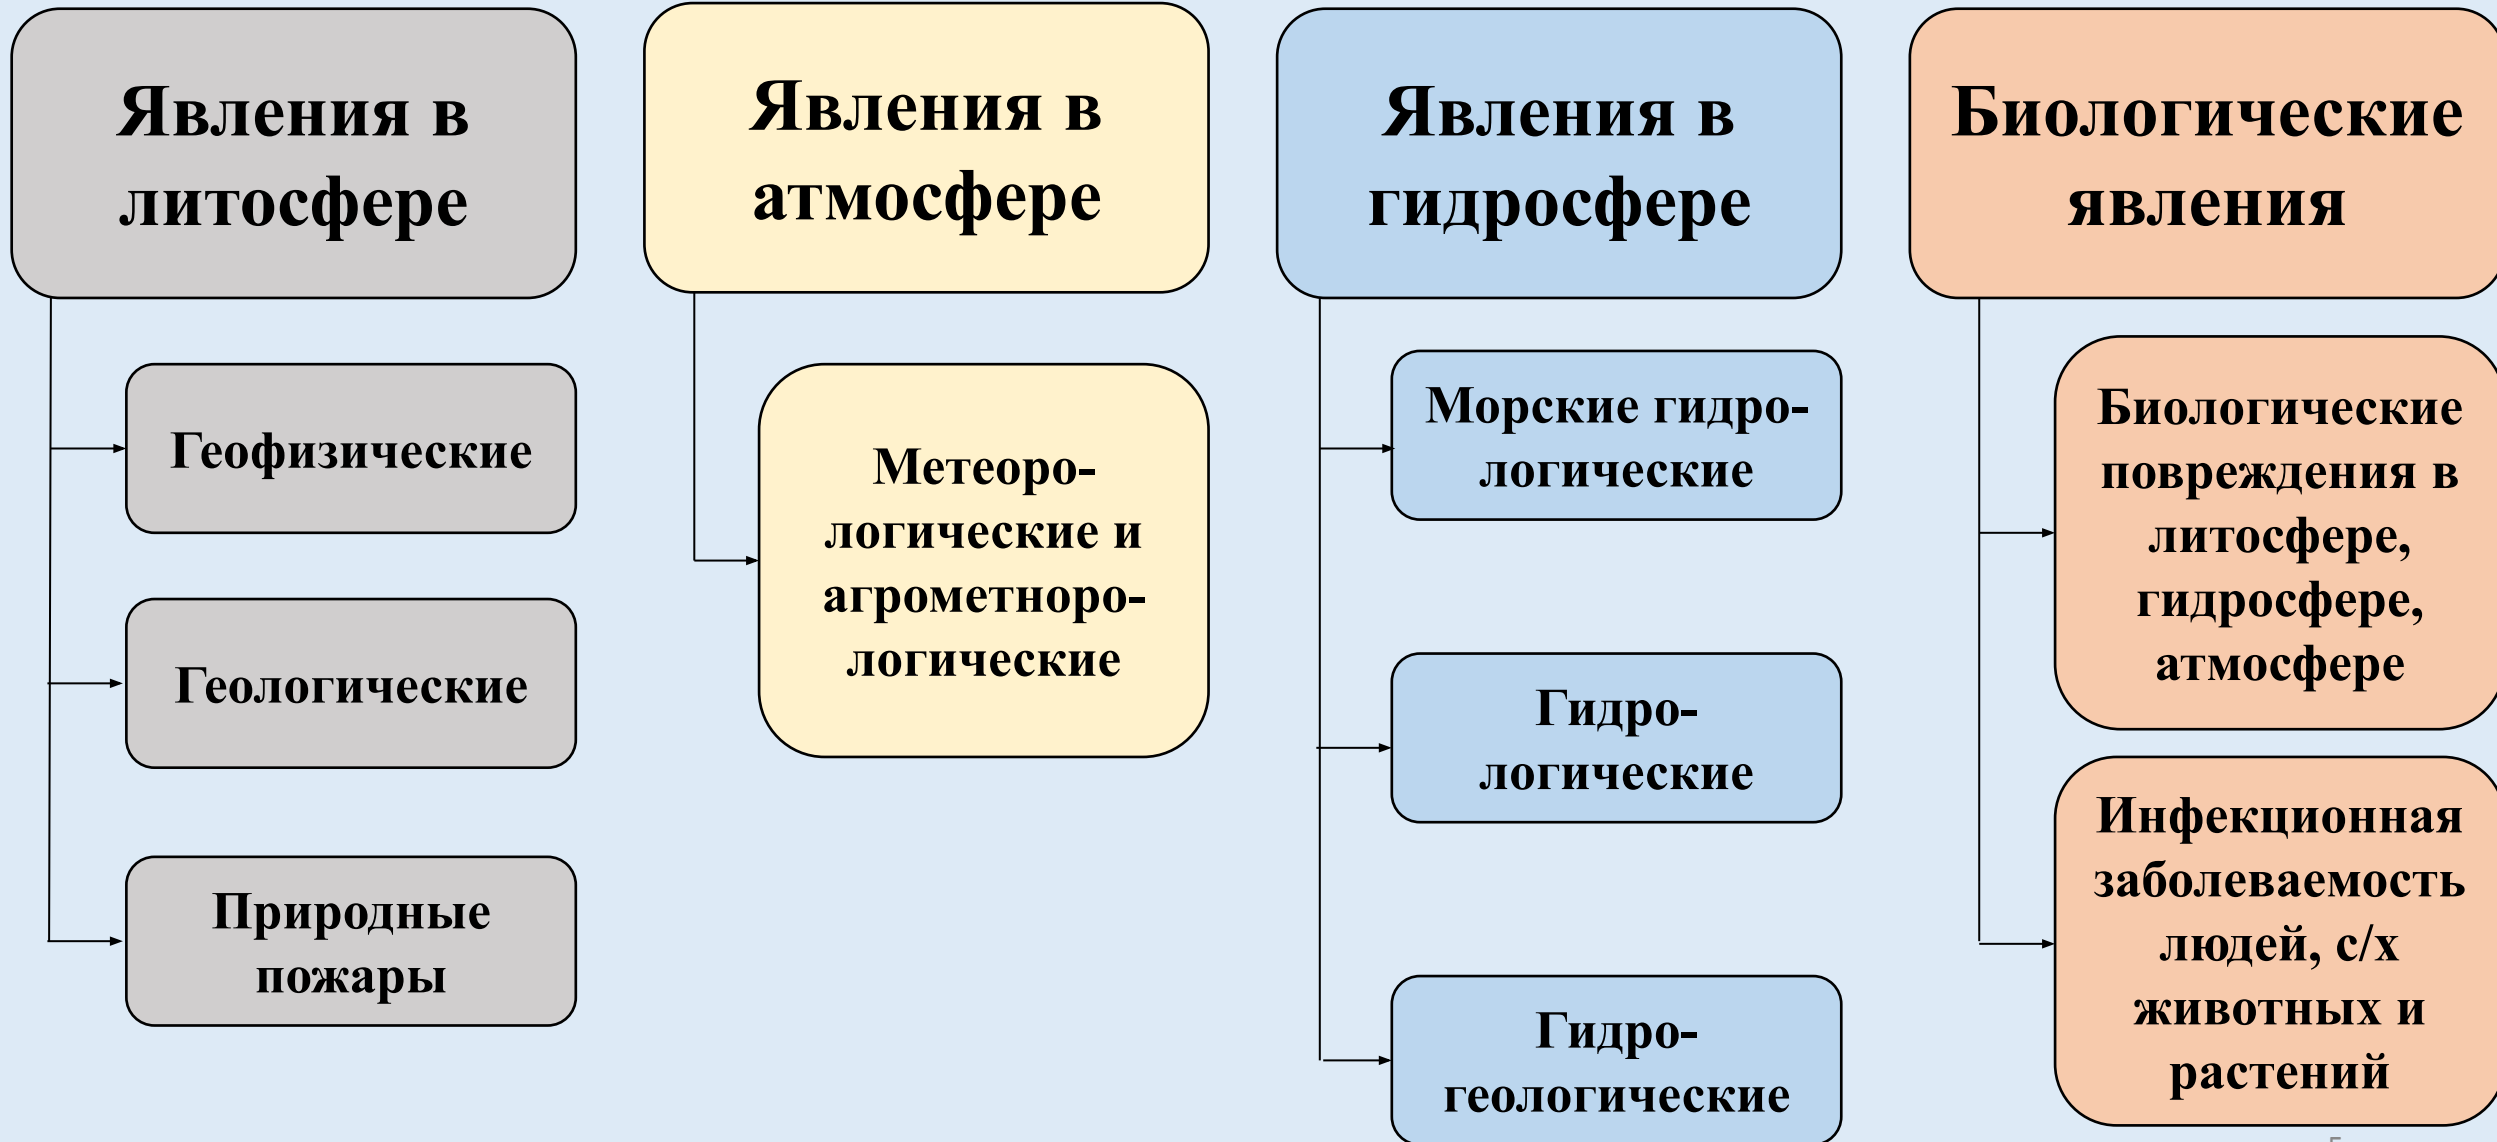 Явления в
литосфере
Геофизические
Геологические
Природные
пожары
Явления в
атмосфере
Метеоро-
логические и
агрометноро-
логические
Явления в
гидросфере
Морские гидро-
логические
Гидро-
логические
Гидро-
геологические
Биологические
явления
Биологические
повреждения в
литосфере,
гидросфере,
атмосфере
Инфекционная
заболеваемость
людей, с/х
животных и
растений